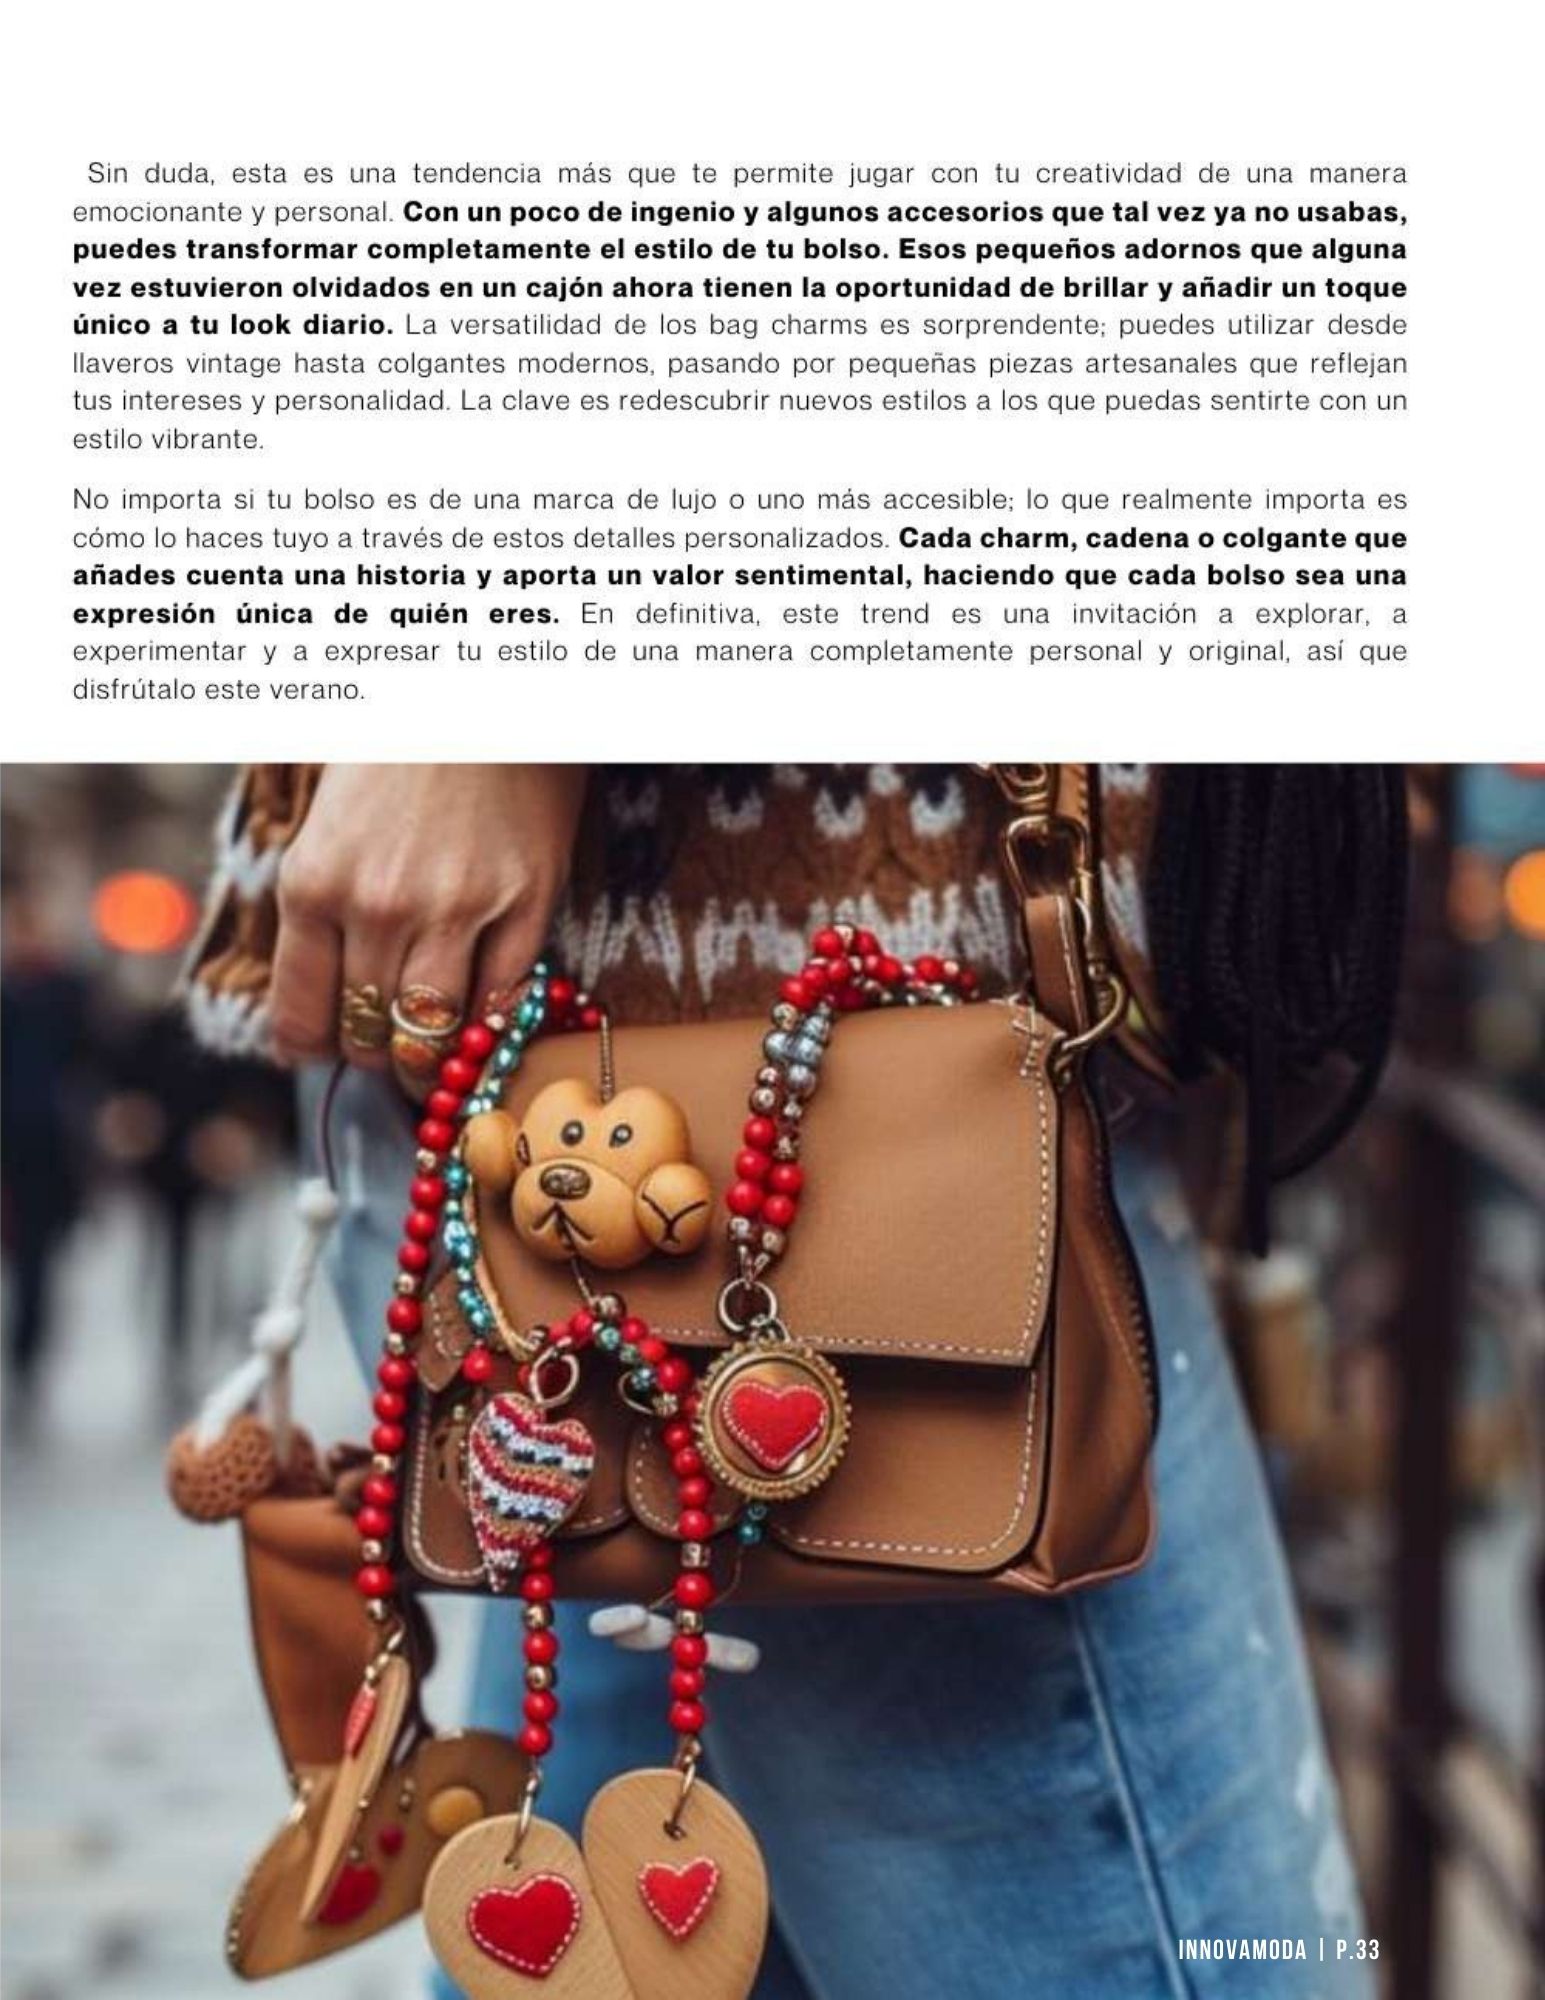 Sin duda, esta es una tendencia más que te permite jugar con tu creatividad de una manera
emocionante y personal. Con un poco de ingenio y algunos accesorios que tal vez ya no usabas,
puedes transformar completamente el estilo de tu bolso. Esos pequeños adornos que alguna
vez estuvieron olvidados en un cajón ahora tienen la oportunidad de brillar y añadir un toque
único a tu look diario. La versatilidad de los bag charms es sorprendente; puedes utilizar desde
llaveros vintage hasta colgantes modernos, pasando por pequeñas piezas artesanales que reflejan
tus intereses y personalidad. La clave es redescubrir nuevos estilos a los que puedas sentirte con un
estilo vibrante.
No importa si tu bolso es de una marca de lujo o uno más accesible; lo que realmente importa es
cómo lo haces tuyo a través de estos detalles personalizados. Cada charm, cadena o colgante que
añades cuenta una historia y aporta un valor sentimental, haciendo que cada bolso sea una
expresión única de quién eres. En definitiva, este trend es una invitación a explorar, a
experimentar y a expresar tu estilo de una manera completamente personal y original, así que
disfrútalo este verano.
INNOVAMODA | P.33